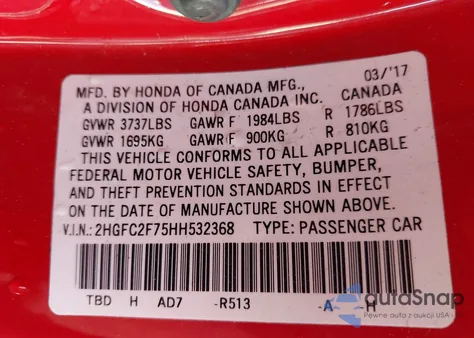 MFD. BY HONDA OF CANADA MFG., 03/'17
A DIVISION OF HONDA CANADA INC. CANADA
GVWR 3737LBS GAWR F 1984LBS R 1786LBS
GVWR 1695KG GAWR F 900KG R 810KG
THIS VEHICLE CONFORMS TO ALL APPLICABLE
FEDERAL MOTOR VEHICLE SAFETY, BUMPER,
AND THEFT PREVENTION STANDARDS IN EFFECT
ON THE DATE OF MANUFACTURE SHOWN ABOVE.
V.I.N.: 2HGFC2F75HH532368 TYPE: PASSENGER CAR
TBD H AD7 -R513 -A -H
autoSnap
Pewne auta z aukcji USA